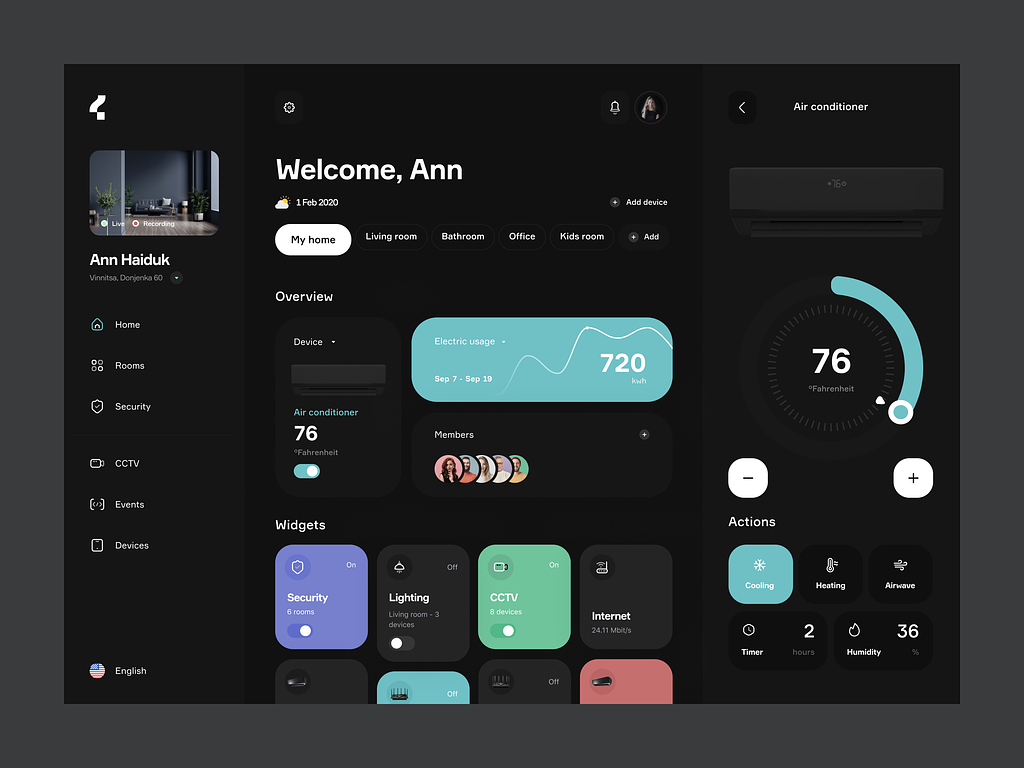 Live
Recording
Ann Haiduk
Vinnitsa, Donjenka 60
Home
Rooms
Security
CCTV
Events
Devices
English
Welcome, Ann
1 Feb 2020
Add device
My home
Living room
Bathroom
Office
Kids room
Add
Overview
Device
Air conditioner
76
ºFahrenheit
Electric usage
Sep 7 - Sep 19
720
kwh
Members
Widgets
On
Security
6 rooms
Off
Lighting
Living room - 3
devices
On
CCTV
8 devices
Internet
24.11 Mbit/s
Off
Off
Air conditioner
76
76
ºFahrenheit
Actions
Cooling
Heating
Airwave
2
Timer
hours
36
Humidity
%